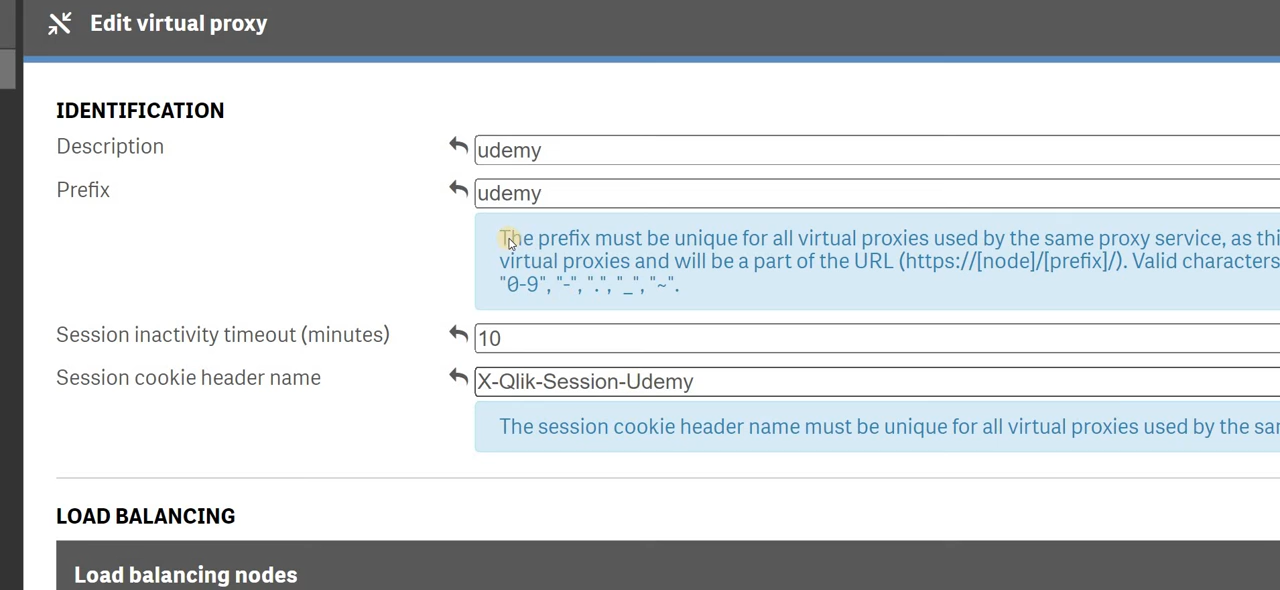 Edit virtual proxy
IDENTIFICATION
Description
udemy
Prefix
udemy
The prefix must be unique for all virtual proxies used by the same proxy service, as thi
virtual proxies and will be a part of the URL (https://[node]/[prefix]/). Valid characters
"0-9", "-", ".", "_", "~".
Session inactivity timeout (minutes)
10
Session cookie header name
X-Qlik-Session-Udemy
The session cookie header name must be unique for all virtual proxies used by the sa
LOAD BALANCING
Load balancing nodes